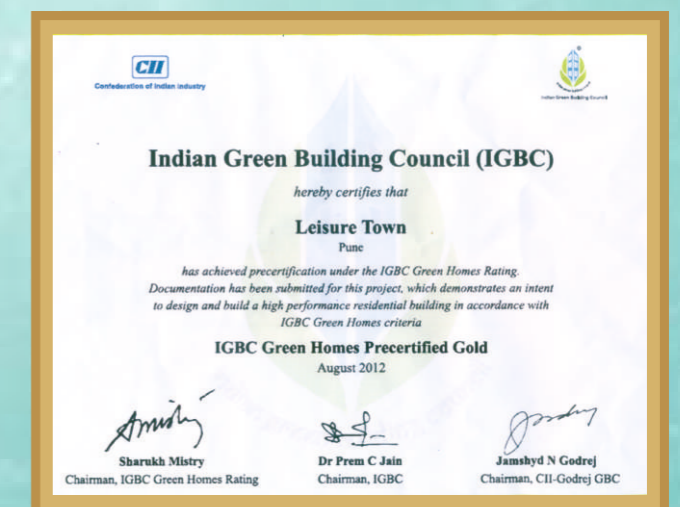 CII
Confederation of Indian Industry
Indian Green Building Council
Indian Green Building Council (IGBC)
hereby certifies that
Leisure Town
Pune
has achieved precertification under the IGBC Green Homes Rating.
Documentation has been submitted for this project, which demonstrates an intent
to design and build a high performance residential building in accordance with
IGBC Green Homes criteria
IGBC Green Homes Precertified Gold
August 2012
Sharukh Mistry
Dr Prem C Jain
Jamshyd N Godrej
Chairman, IGBC Green Homes Rating
Chairman, IGBC
Chairman, CII-Godrej GBC